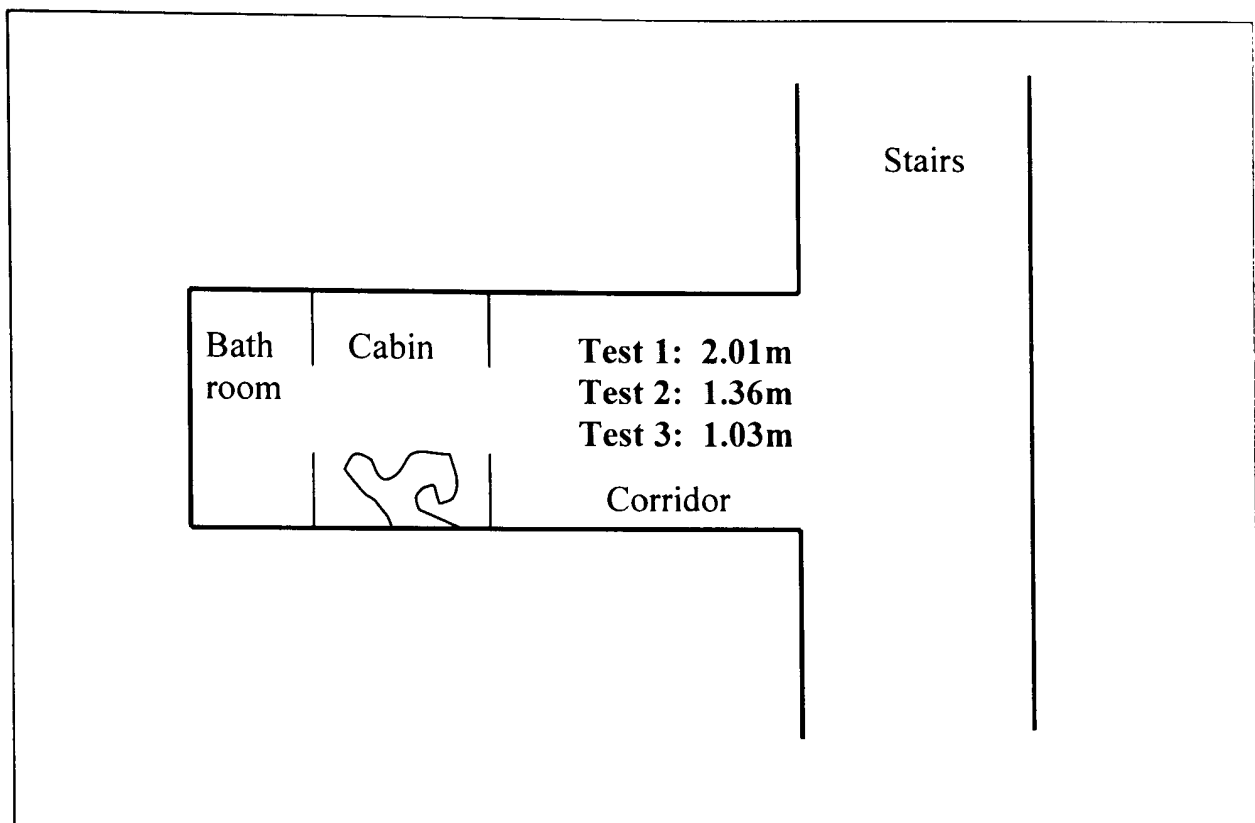 Stairs
Bath
room
Cabin
Test 1: 2.01m
Test 2: 1.36m
Test 3: 1.03m
Corridor